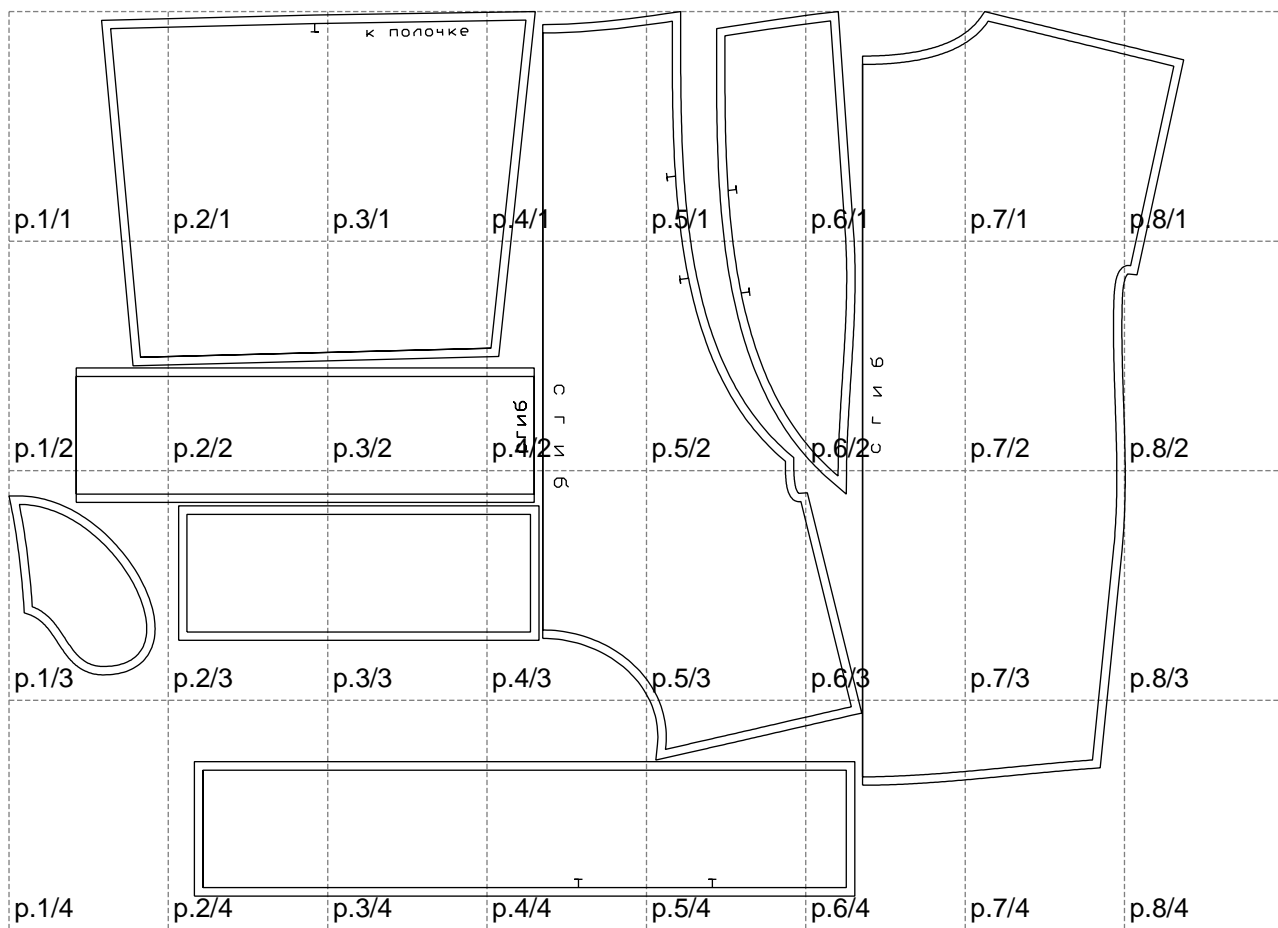 к полочке
p.1/1 p.2/1 p.3/1 p.4/1 p.5/1 p.6/1 p.7/1 p.8/1
сгиб
сгиб
сгиб
p.1/2 p.2/2 p.3/2 p.4/2 p.5/2 p.6/2 p.7/2 p.8/2
p.1/3 p.2/3 p.3/3 p.4/3 p.5/3 p.6/3 p.7/3 p.8/3
p.1/4 p.2/4 p.3/4 p.4/4 p.5/4 p.6/4 p.7/4 p.8/4